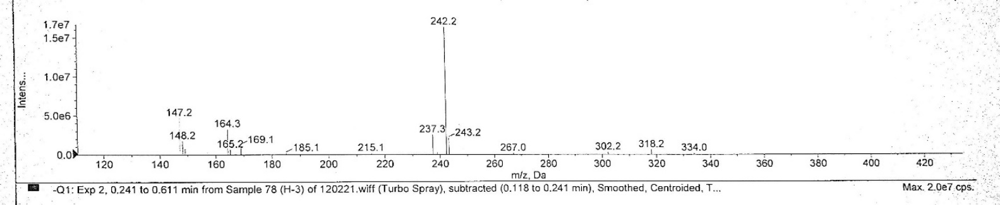 242.2
1.7e7
1.5e7
1.0e7
Intens...
147.2
5.0e6
164.3
237.3
243.2
148.2
169.1
165.2
185.1
215.1
267.0
302.2
318.2
334.0
0.0
120 140 160 180 200 220 240 260 280 300 320 340 360 380 400 420
m/z, Da
-Q1: Exp 2, 0.241 to 0.611 min from Sample 78 (H-3) of 120221.wiff (Turbo Spray), subtracted (0.118 to 0.241 min), Smoothed, Centroided, T... Max. 2.0e7 cps.